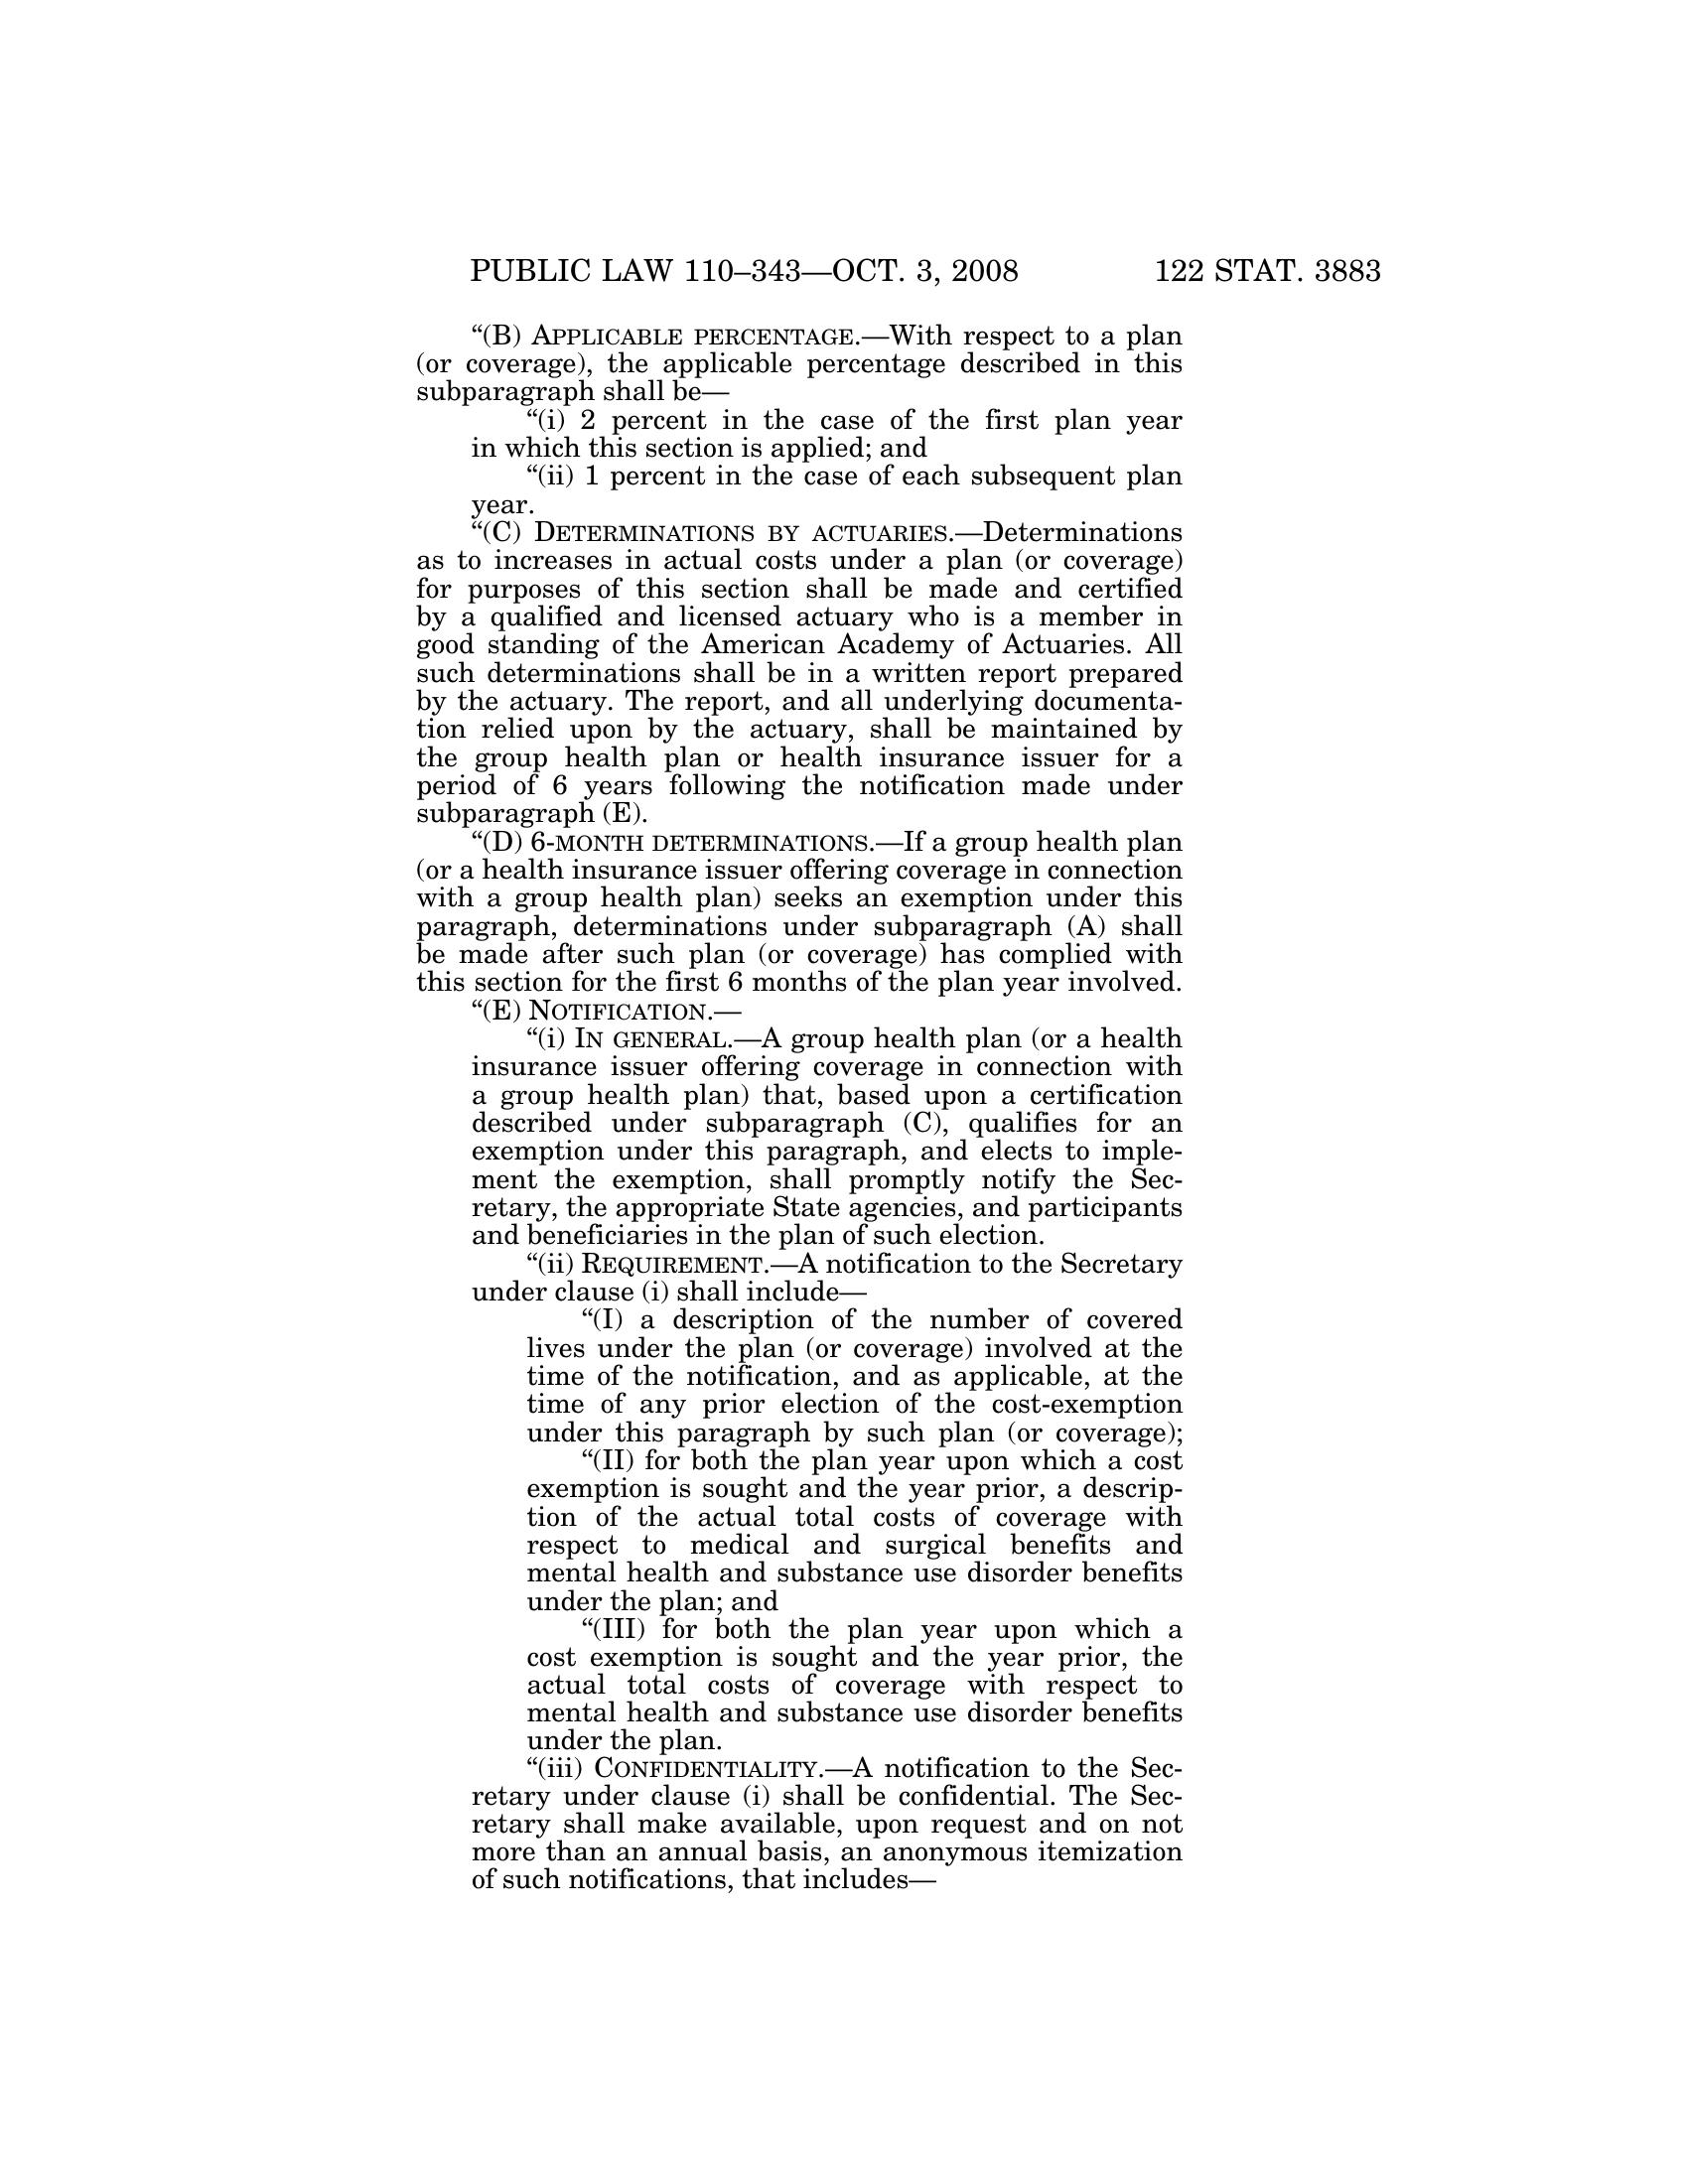 PUBLIC LAW 110–343—OCT. 3, 2008 122 STAT. 3883
“(B) APPLICABLE PERCENTAGE.—With respect to a plan
(or coverage), the applicable percentage described in this
subparagraph shall be—
“(i) 2 percent in the case of the first plan year
in which this section is applied; and
“(ii) 1 percent in the case of each subsequent plan
year.
“(C) DETERMINATIONS BY ACTUARIES.—Determinations
as to increases in actual costs under a plan (or coverage)
for purposes of this section shall be made and certified
by a qualified and licensed actuary who is a member in
good standing of the American Academy of Actuaries. All
such determinations shall be in a written report prepared
by the actuary. The report, and all underlying documenta-
tion relied upon by the actuary, shall be maintained by
the group health plan or health insurance issuer for a
period of 6 years following the notification made under
subparagraph (E).
“(D) 6-MONTH DETERMINATIONS.—If a group health plan
(or a health insurance issuer offering coverage in connection
with a group health plan) seeks an exemption under this
paragraph, determinations under subparagraph (A) shall
be made after such plan (or coverage) has complied with
this section for the first 6 months of the plan year involved.
“(E) NOTIFICATION.—
“(i) IN GENERAL.—A group health plan (or a health
insurance issuer offering coverage in connection with
a group health plan) that, based upon a certification
described under subparagraph (C), qualifies for an
exemption under this paragraph, and elects to imple-
ment the exemption, shall promptly notify the Sec-
retary, the appropriate State agencies, and participants
and beneficiaries in the plan of such election.
“(ii) REQUIREMENT.—A notification to the Secretary
under clause (i) shall include—
“(I) a description of the number of covered
lives under the plan (or coverage) involved at the
time of the notification, and as applicable, at the
time of any prior election of the cost-exemption
under this paragraph by such plan (or coverage);
“(II) for both the plan year upon which a cost
exemption is sought and the year prior, a descrip-
tion of the actual total costs of coverage with
respect to medical and surgical benefits and
mental health and substance use disorder benefits
under the plan; and
“(III) for both the plan year upon which a
cost exemption is sought and the year prior, the
actual total costs of coverage with respect to
mental health and substance use disorder benefits
under the plan.
“(iii) CONFIDENTIALITY.—A notification to the Sec-
retary under clause (i) shall be confidential. The Sec-
retary shall make available, upon request and on not
more than an annual basis, an anonymous itemization
of such notifications, that includes—